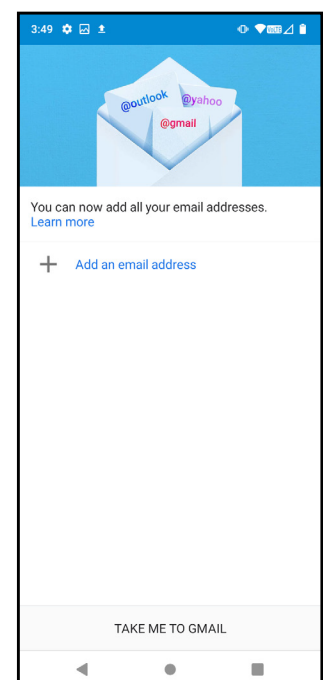 3:49
@outlook @yahoo
@gmail
You can now add all your email addresses.
Learn more
Add an email address
TAKE ME TO GMAIL